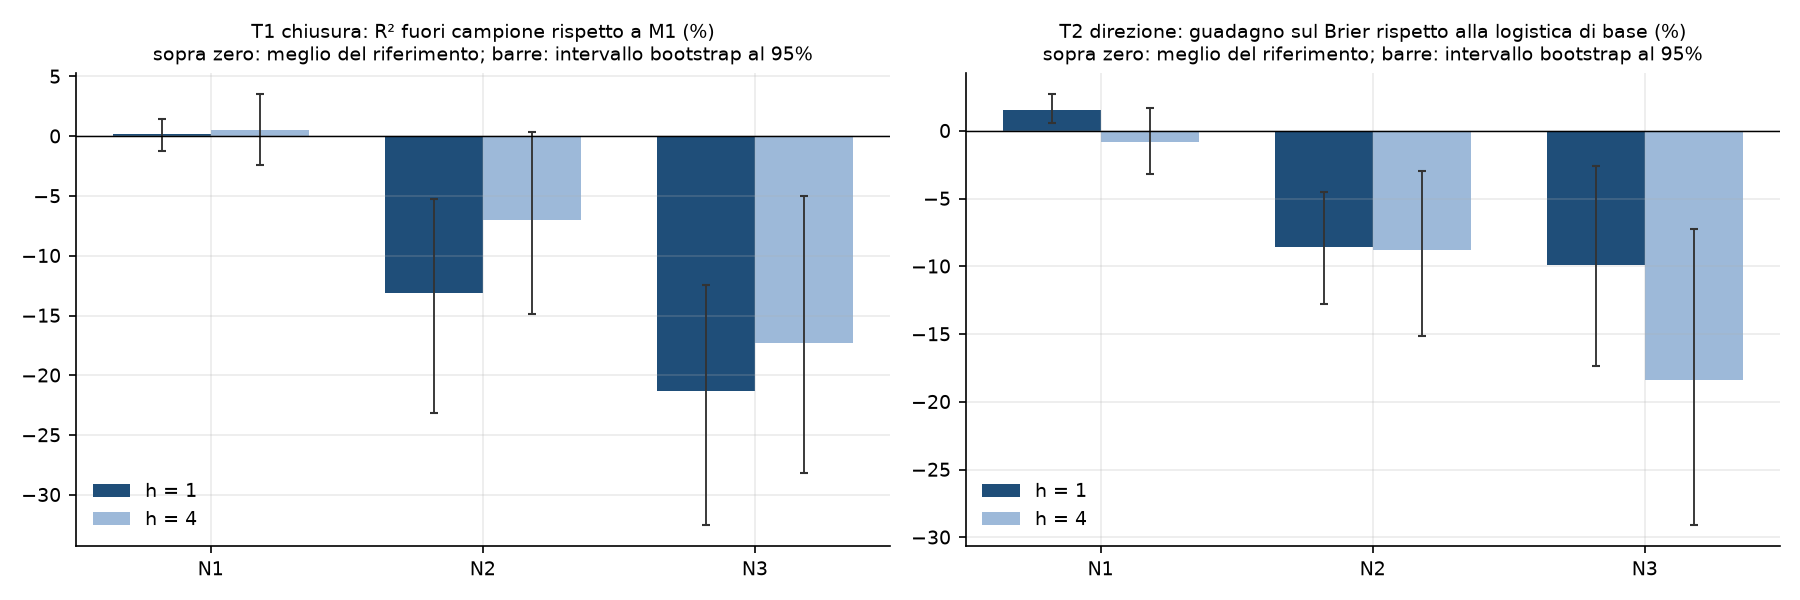 T1 chiusura: R² fuori campione rispetto a M1 (%)
sopra zero: meglio del riferimento; barre: intervallo bootstrap al 95%
5
0
−5
−10
−15
−20
−25
−30
h = 1
h = 4
N1
N2
N3
T2 direzione: guadagno sul Brier rispetto alla logistica di base (%)
sopra zero: meglio del riferimento; barre: intervallo bootstrap al 95%
0
−5
−10
−15
−20
−25
−30
h = 1
h = 4
N1
N2
N3